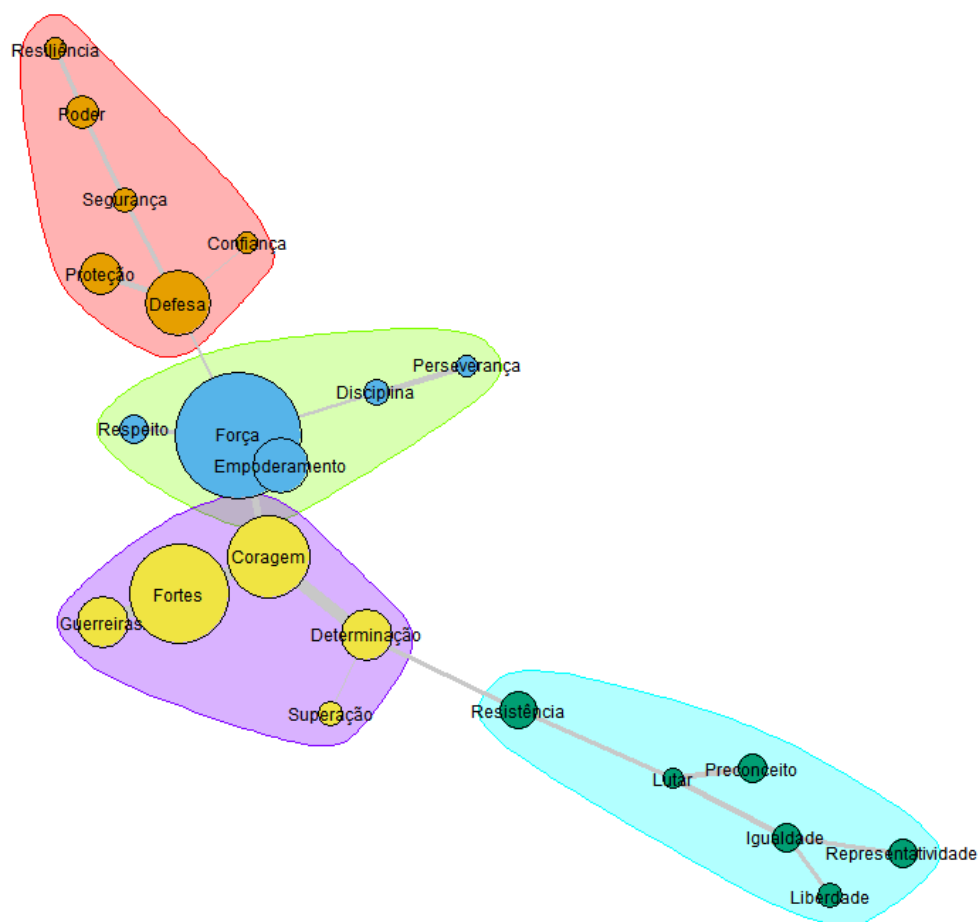 Resiliência
Poder
Segurança
Confiança
Proteção
Defesa
Perseverança
Disciplina
Respeito
Força
Empoderamento
Coragem
Fortes
Guerreiras
Determinação
Superação
Resistência
Preconceito
Lutar
Igualdade
Representatividade
Liberdade